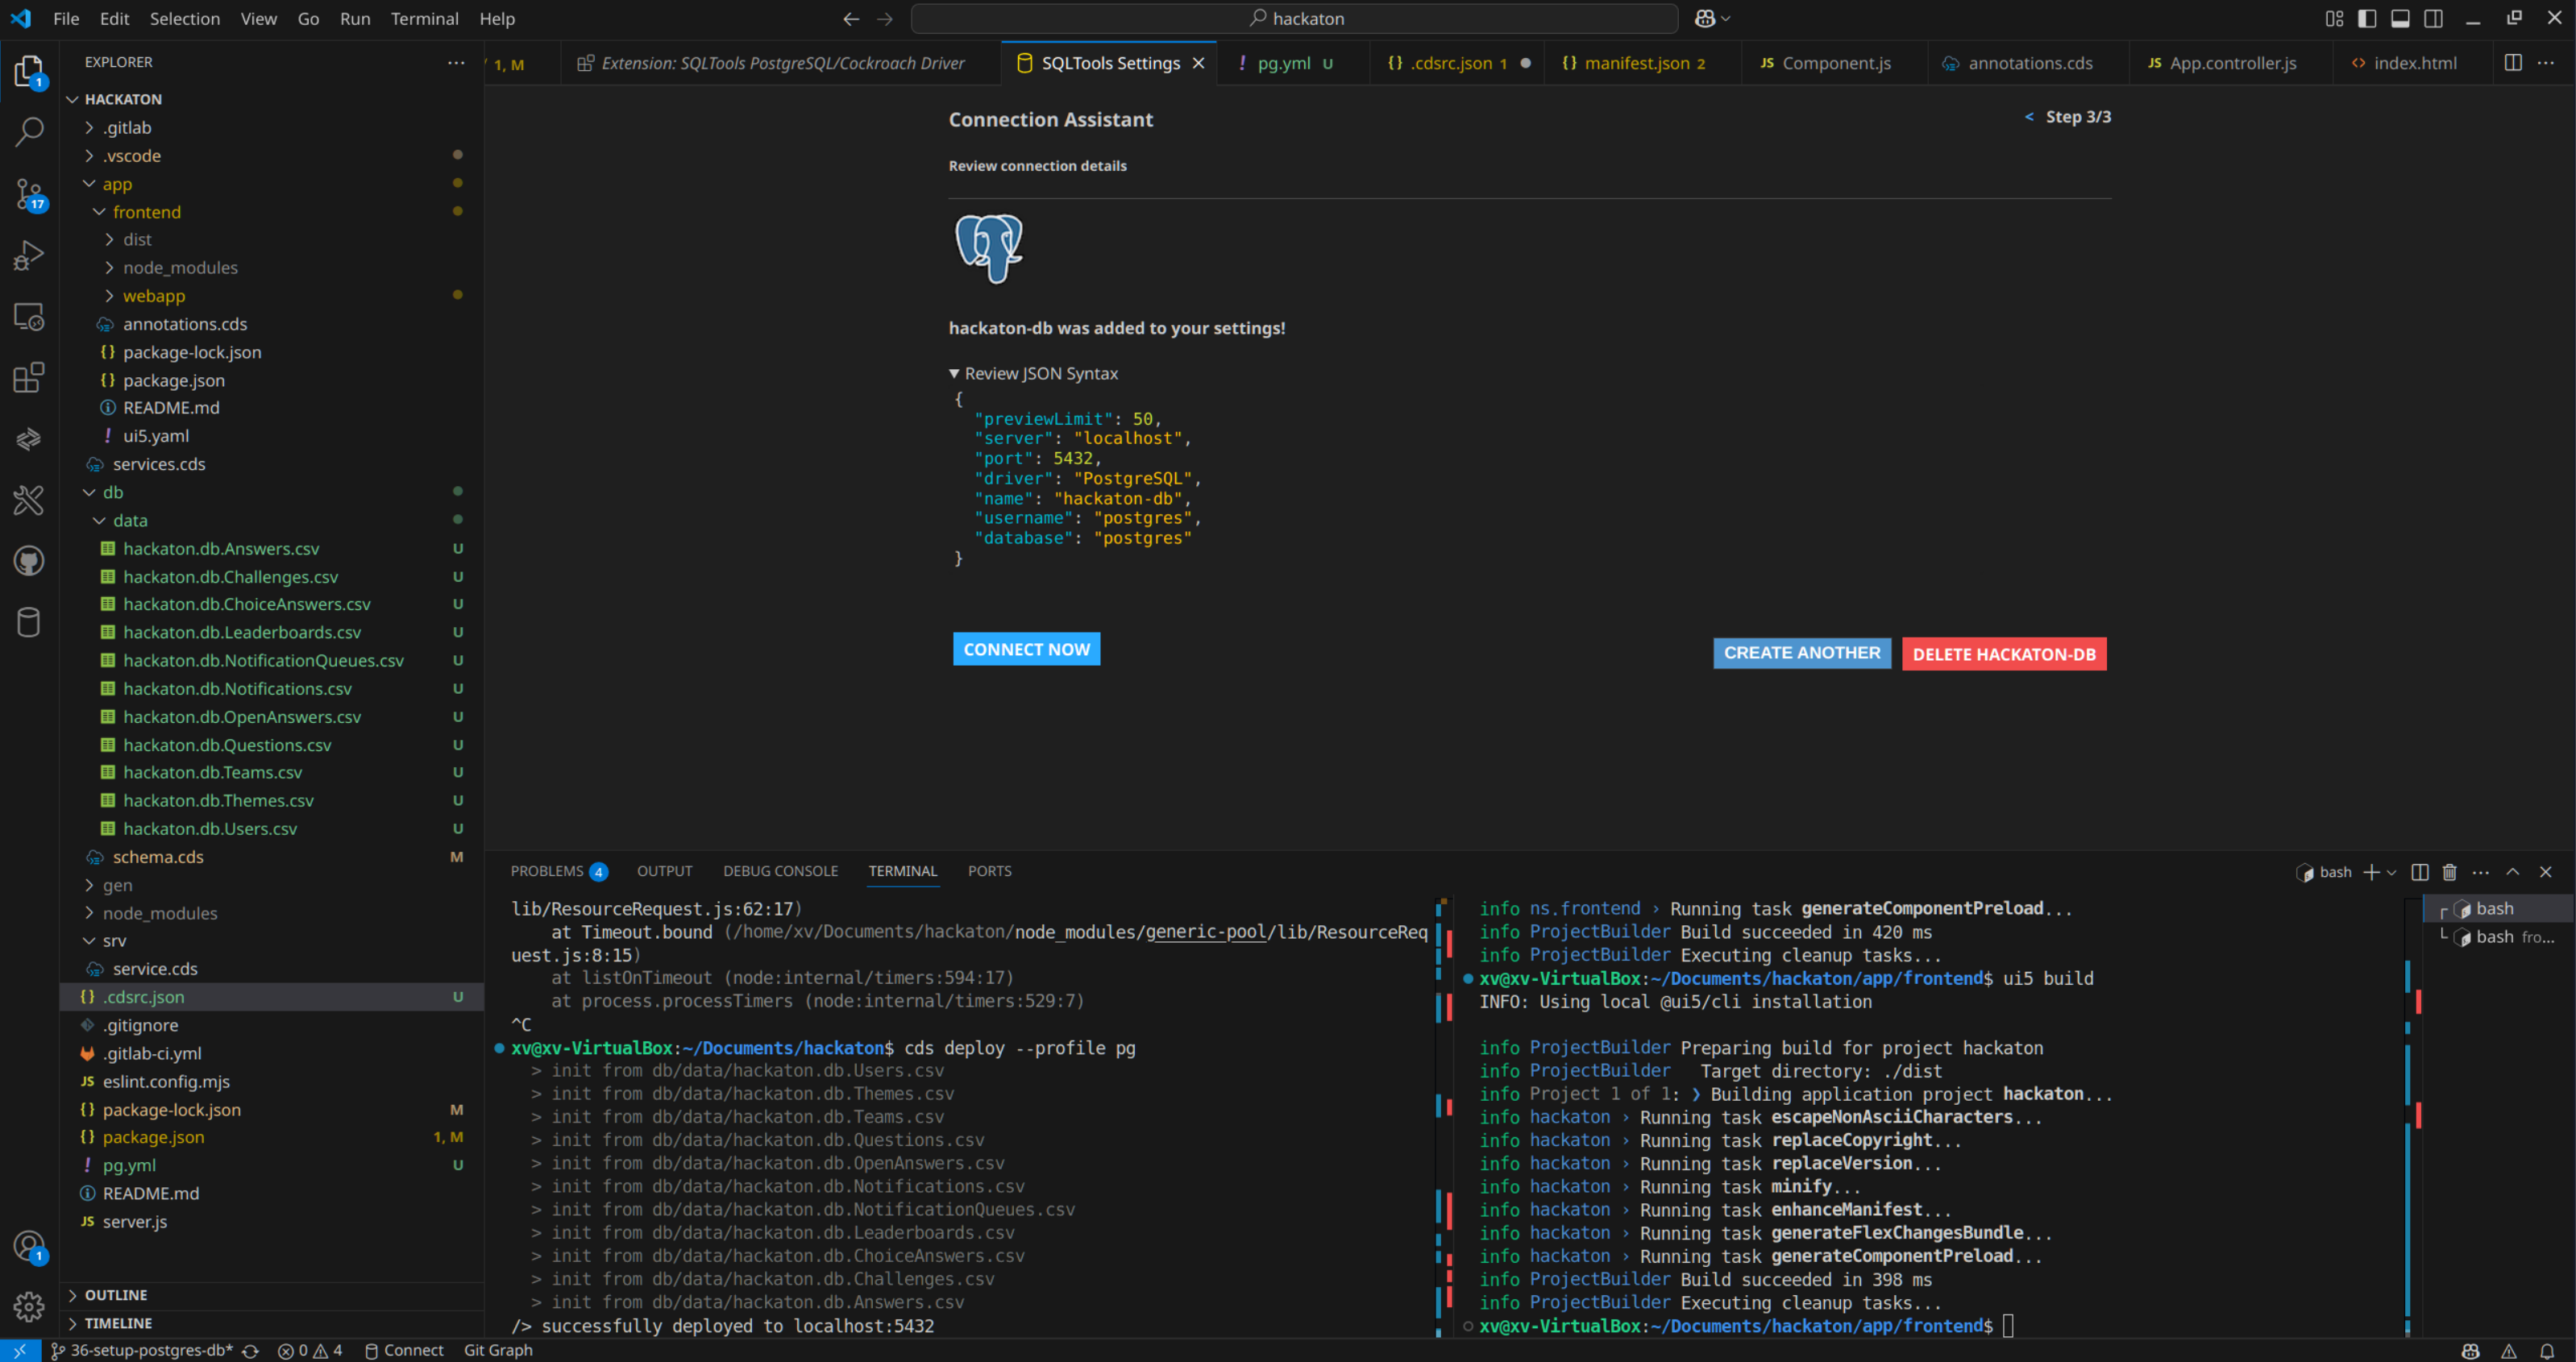 File Edit Selection View Go Run Terminal Help
hackaton
EXPLORER
HACKATON
.gitlab
.vscode
app
frontend
dist
node_modules
webapp
annotations.cds
package-lock.json
package.json
README.md
ui5.yaml
services.cds
db
data
hackaton.db.Answers.csv U
hackaton.db.Challenges.csv U
hackaton.db.ChoiceAnswers.csv U
hackaton.db.Leaderboards.csv U
hackaton.db.NotificationQueues.csv U
hackaton.db.Notifications.csv U
hackaton.db.OpenAnswers.csv U
hackaton.db.Questions.csv U
hackaton.db.Teams.csv U
hackaton.db.Themes.csv U
hackaton.db.Users.csv U
schema.cds M
gen
node_modules
srv
service.cds
.cdsrc.json U
.gitignore
.gitlab-ci.yml
eslint.config.mjs
package-lock.json M
package.json 1, M
pg.yml U
README.md
server.js
OUTLINE
TIMELINE
1
17
1
1, M
Extension: SQLTools PostgreSQL/Cockroach Driver
SQLTools Settings
pg.yml U
.cdsrc.json 1
manifest.json 2
Component.js
annotations.cds
App.controller.js
index.html
Connection Assistant
< Step 3/3
Review connection details
hackaton-db was added to your settings!
Review JSON Syntax
{
"previewLimit": 50,
"server": "localhost",
"port": 5432,
"driver": "PostgreSQL",
"name": "hackaton-db",
"username": "postgres",
"database": "postgres"
}
CONNECT NOW
CREATE ANOTHER
DELETE HACKATON-DB
PROBLEMS 4 OUTPUT DEBUG CONSOLE TERMINAL PORTS
bash
lib/ResourceRequest.js:62:17)
at Timeout.bound (/home/xv/Documents/hackaton/node_modules/generic-pool/lib/ResourceReq
uest.js:8:15)
at listOnTimeout (node:internal/timers:594:17)
at process.processTimers (node:internal/timers:529:7)
^C
xv@xv-VirtualBox:~/Documents/hackaton$ cds deploy --profile pg
> init from db/data/hackaton.db.Users.csv
> init from db/data/hackaton.db.Themes.csv
> init from db/data/hackaton.db.Teams.csv
> init from db/data/hackaton.db.Questions.csv
> init from db/data/hackaton.db.OpenAnswers.csv
> init from db/data/hackaton.db.Notifications.csv
> init from db/data/hackaton.db.NotificationQueues.csv
> init from db/data/hackaton.db.Leaderboards.csv
> init from db/data/hackaton.db.ChoiceAnswers.csv
> init from db/data/hackaton.db.Challenges.csv
> init from db/data/hackaton.db.Answers.csv
/> successfully deployed to localhost:5432
info ns.frontend › Running task generateComponentPreload...
info ProjectBuilder Build succeeded in 420 ms
info ProjectBuilder Executing cleanup tasks...
xv@xv-VirtualBox:~/Documents/hackaton/app/frontend$ ui5 build
INFO: Using local @ui5/cli installation
info ProjectBuilder Preparing build for project hackaton
info ProjectBuilder   Target directory: ./dist
info Project 1 of 1: ❯ Building application project hackaton...
info hackaton › Running task escapeNonAsciiCharacters...
info hackaton › Running task replaceCopyright...
info hackaton › Running task replaceVersion...
info hackaton › Running task minify...
info hackaton › Running task enhanceManifest...
info hackaton › Running task generateFlexChangesBundle...
info hackaton › Running task generateComponentPreload...
info ProjectBuilder Build succeeded in 398 ms
info ProjectBuilder Executing cleanup tasks...
xv@xv-VirtualBox:~/Documents/hackaton/app/frontend$
bash
bash fro...
36-setup-postgres-db* 0 4 Connect Git Graph